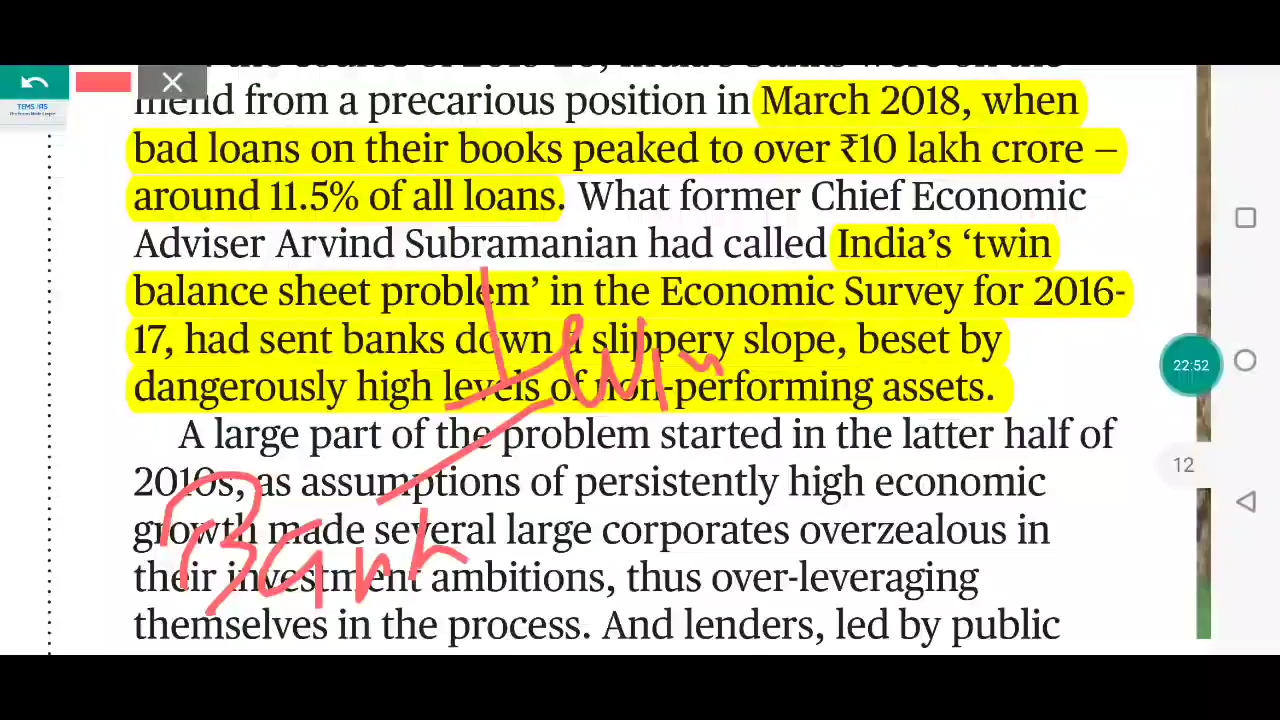 mend from a precarious position in March 2018, when
TEMS IAS
bad loans on their books peaked to over ₹10 lakh crore –
around 11.5% of all loans. What former Chief Economic
Adviser Arvind Subramanian had called India's 'twin
balance sheet problem' in the Economic Survey for 2016-
17, had sent banks down a slippery slope, beset by
Twin
22:52
dangerously high levels of non-performing assets.
A large part of the problem started in the latter half of
12
2010s, as assumptions of persistently high economic
growth made several large corporates overzealous in
Bank
their investment ambitions, thus over-leveraging
themselves in the process. And lenders, led by public